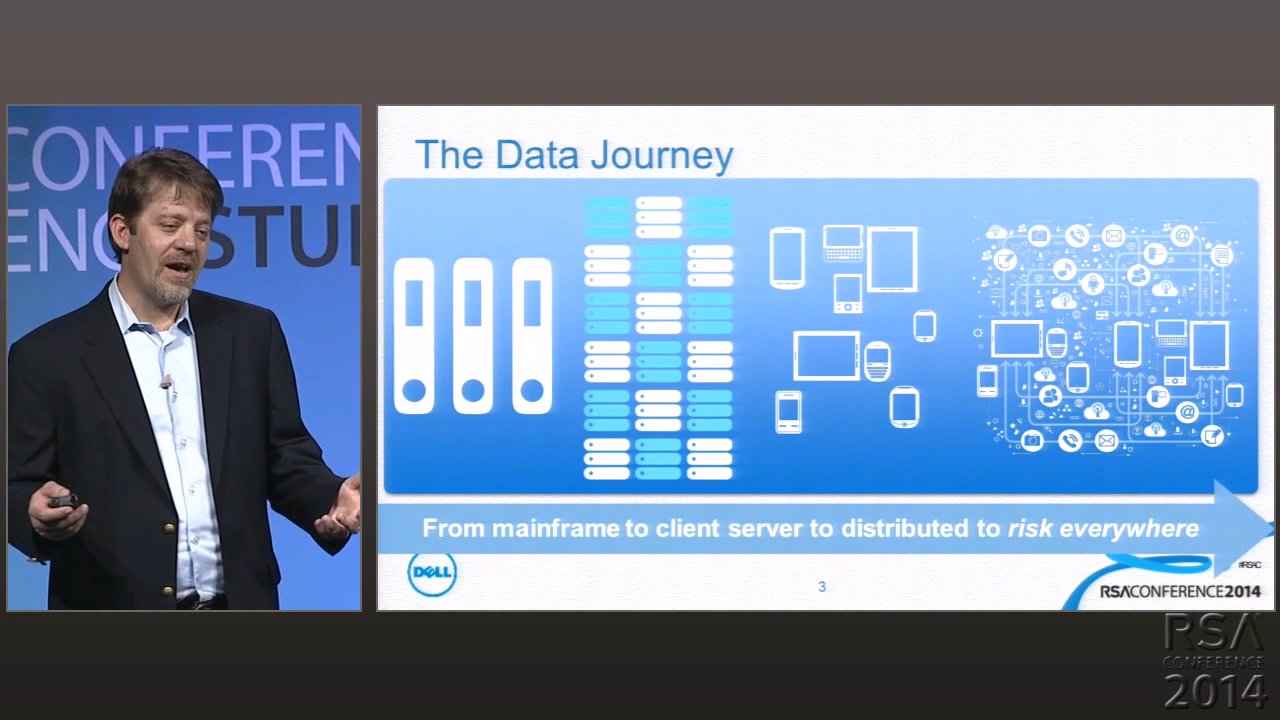 CONFEREN
ENC STU
The Data Journey
From mainframe to client server to distributed to risk everywhere
DELL
3
#RSAC
RSACONFERENCE2014
RSA
CONFERENCE
2014